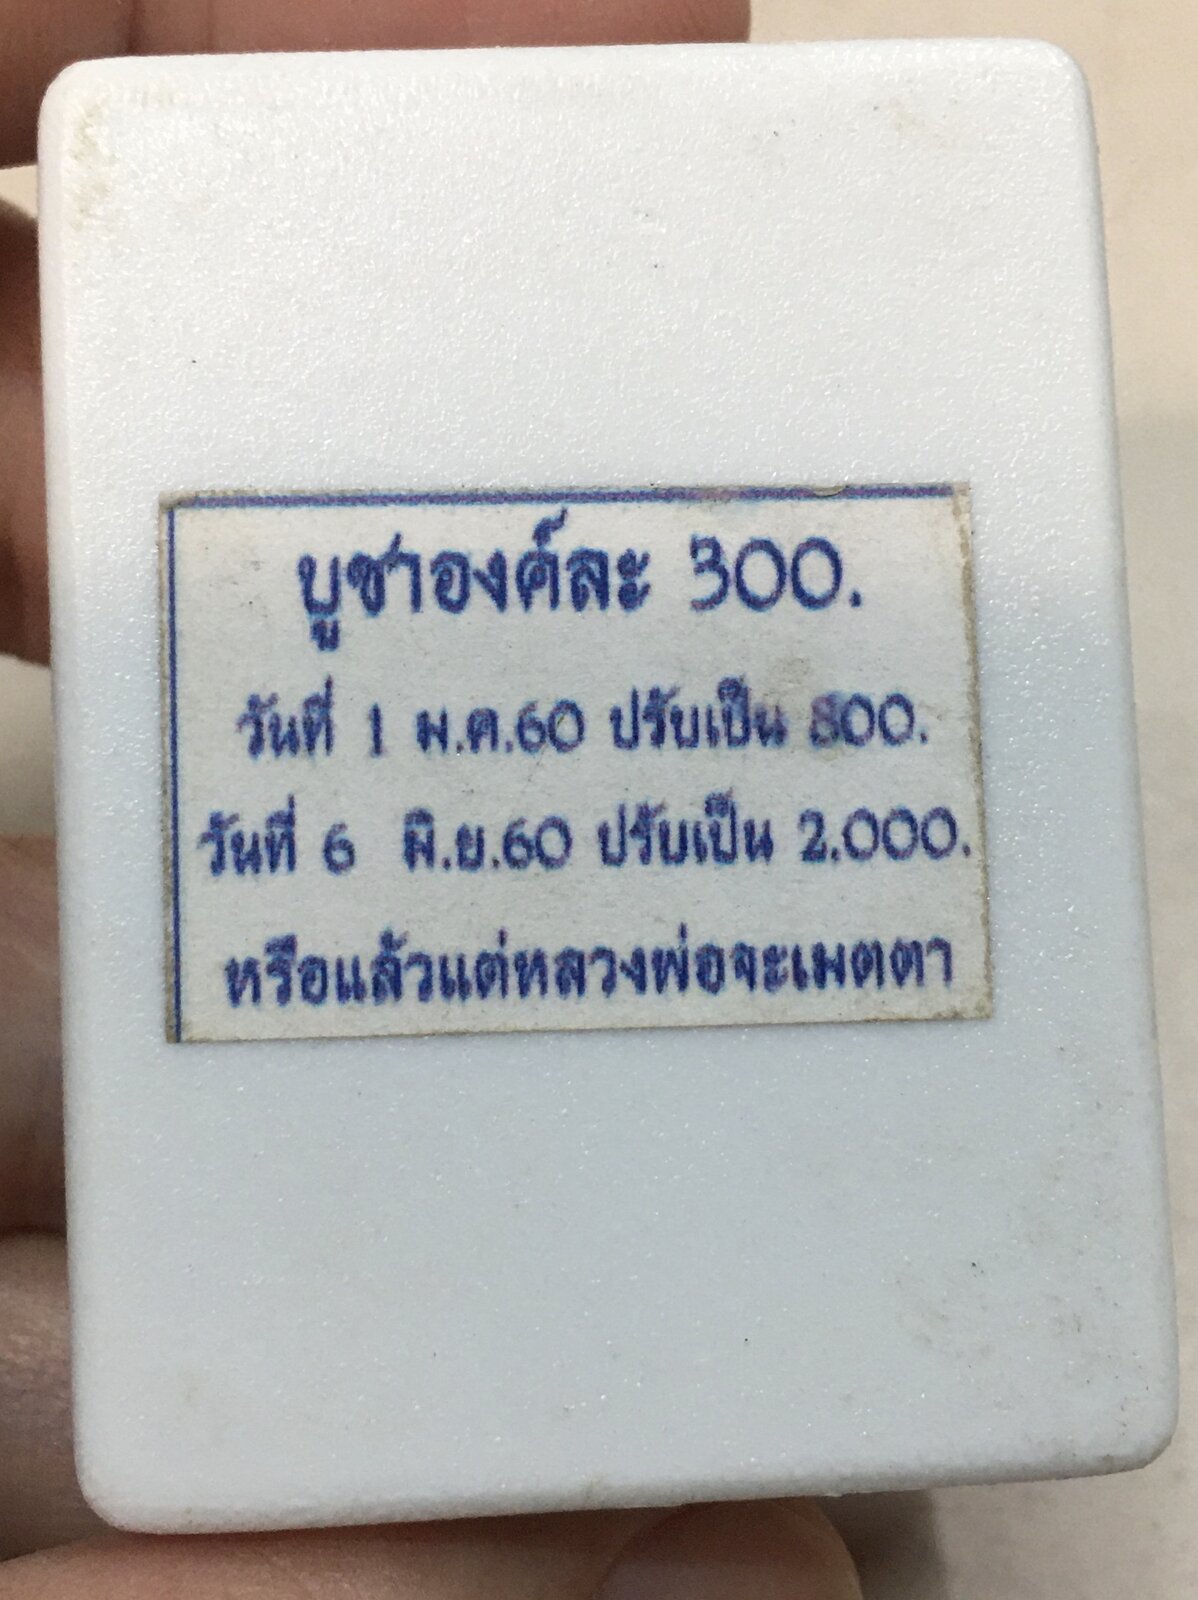 บูชาองค์ละ 300.
วันที่ 1 ม.ค.60 ปรับเป็น 800.
วันที่ 6 มิ.ย.60 ปรับเป็น 2.000.
หรือแล้วแต่หลวงพ่อจะเมตตา